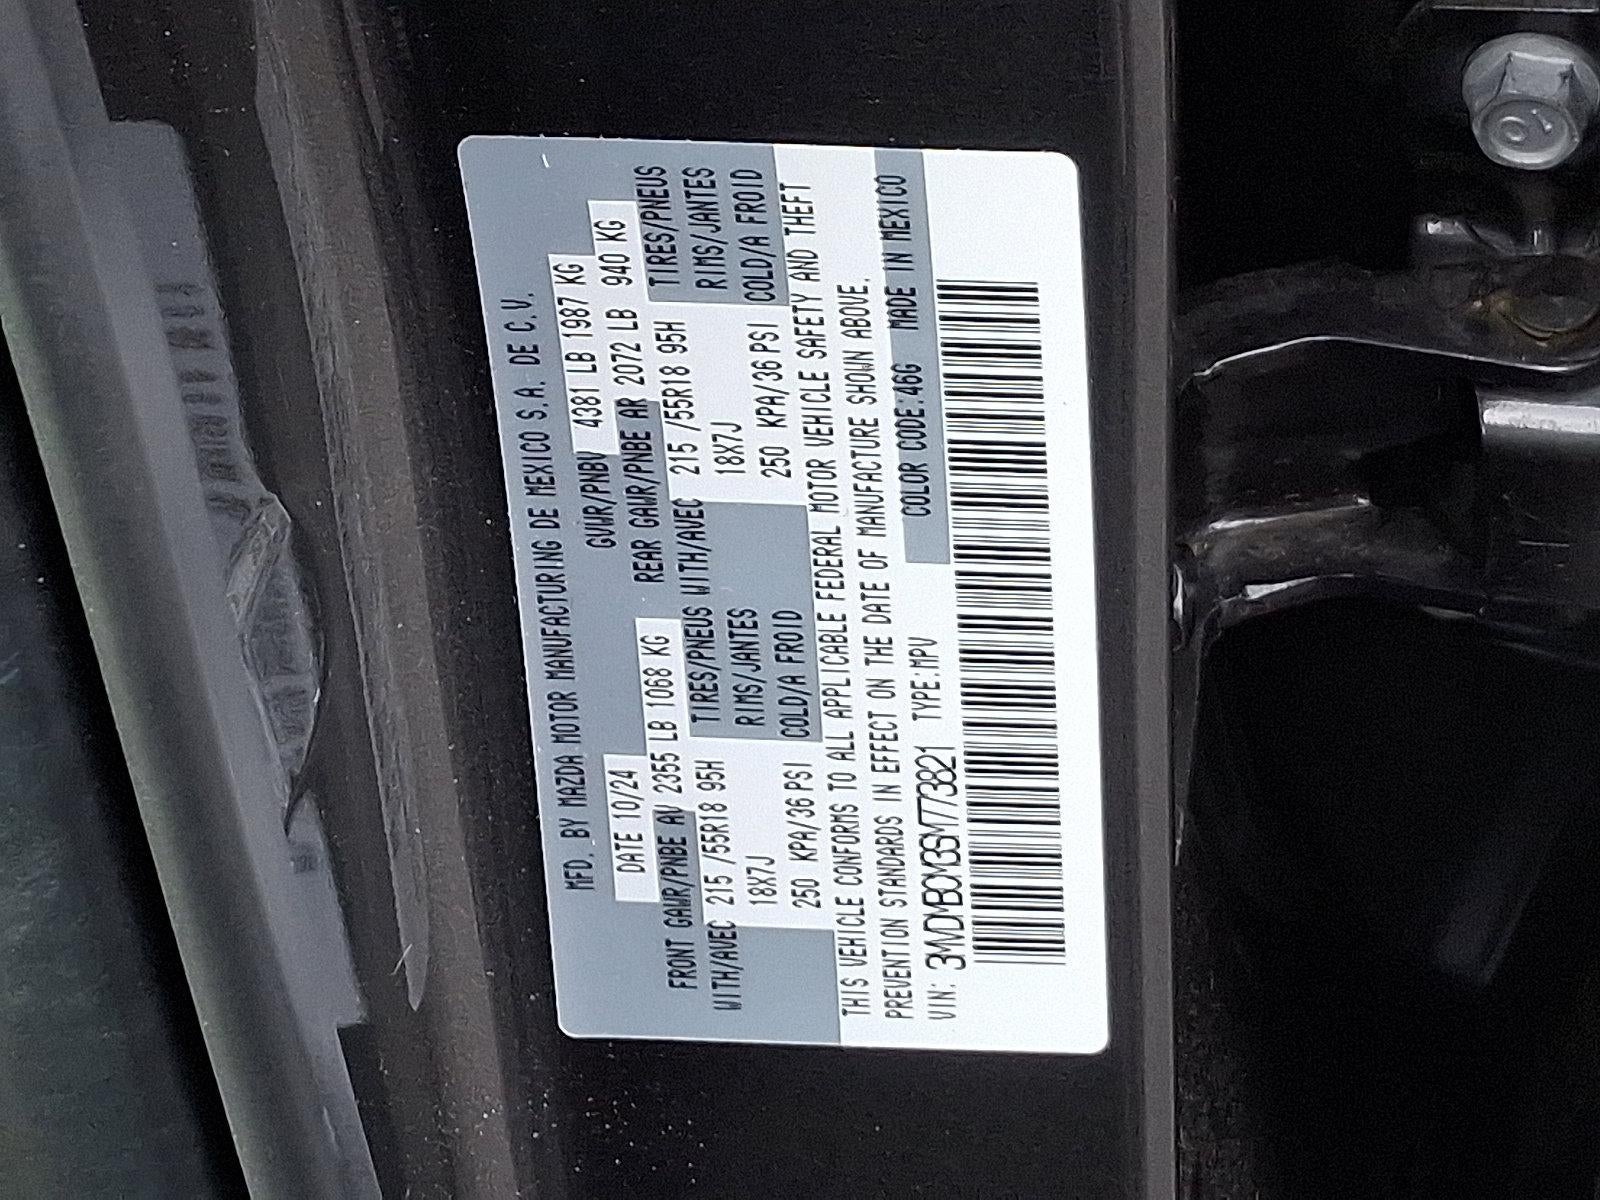 MFD. BY MAZDA MOTOR MANUFACTURING DE MEXICO S.A. DE C.V.
DATE 10/24 GVWR/PNBV 4381 LB 1987 KG
FRONT GAWR/PNBE AV 2355 LB 1068 KG REAR GAWR/PNBE AR 2072 LB 940 KG
WITH/AVEC 215 /55R18 95H TIRES/PNEUS WITH/AVEC 215 /55R18 95H TIRES/PNEUS
18X7J RIMS/JANTES 18X7J RIMS/JANTES
250 KPA/36 PSI COLD/A FROID 250 KPA/36 PSI COLD/A FROID
THIS VEHICLE CONFORMS TO ALL APPLICABLE FEDERAL MOTOR VEHICLE SAFETY AND THEFT
PREVENTION STANDARDS IN EFFECT ON THE DATE OF MANUFACTURE SHOWN ABOVE.
VIN: 3MVDMBCM3SM773821 TYPE:MPV COLOR CODE:46G MADE IN MEXICO